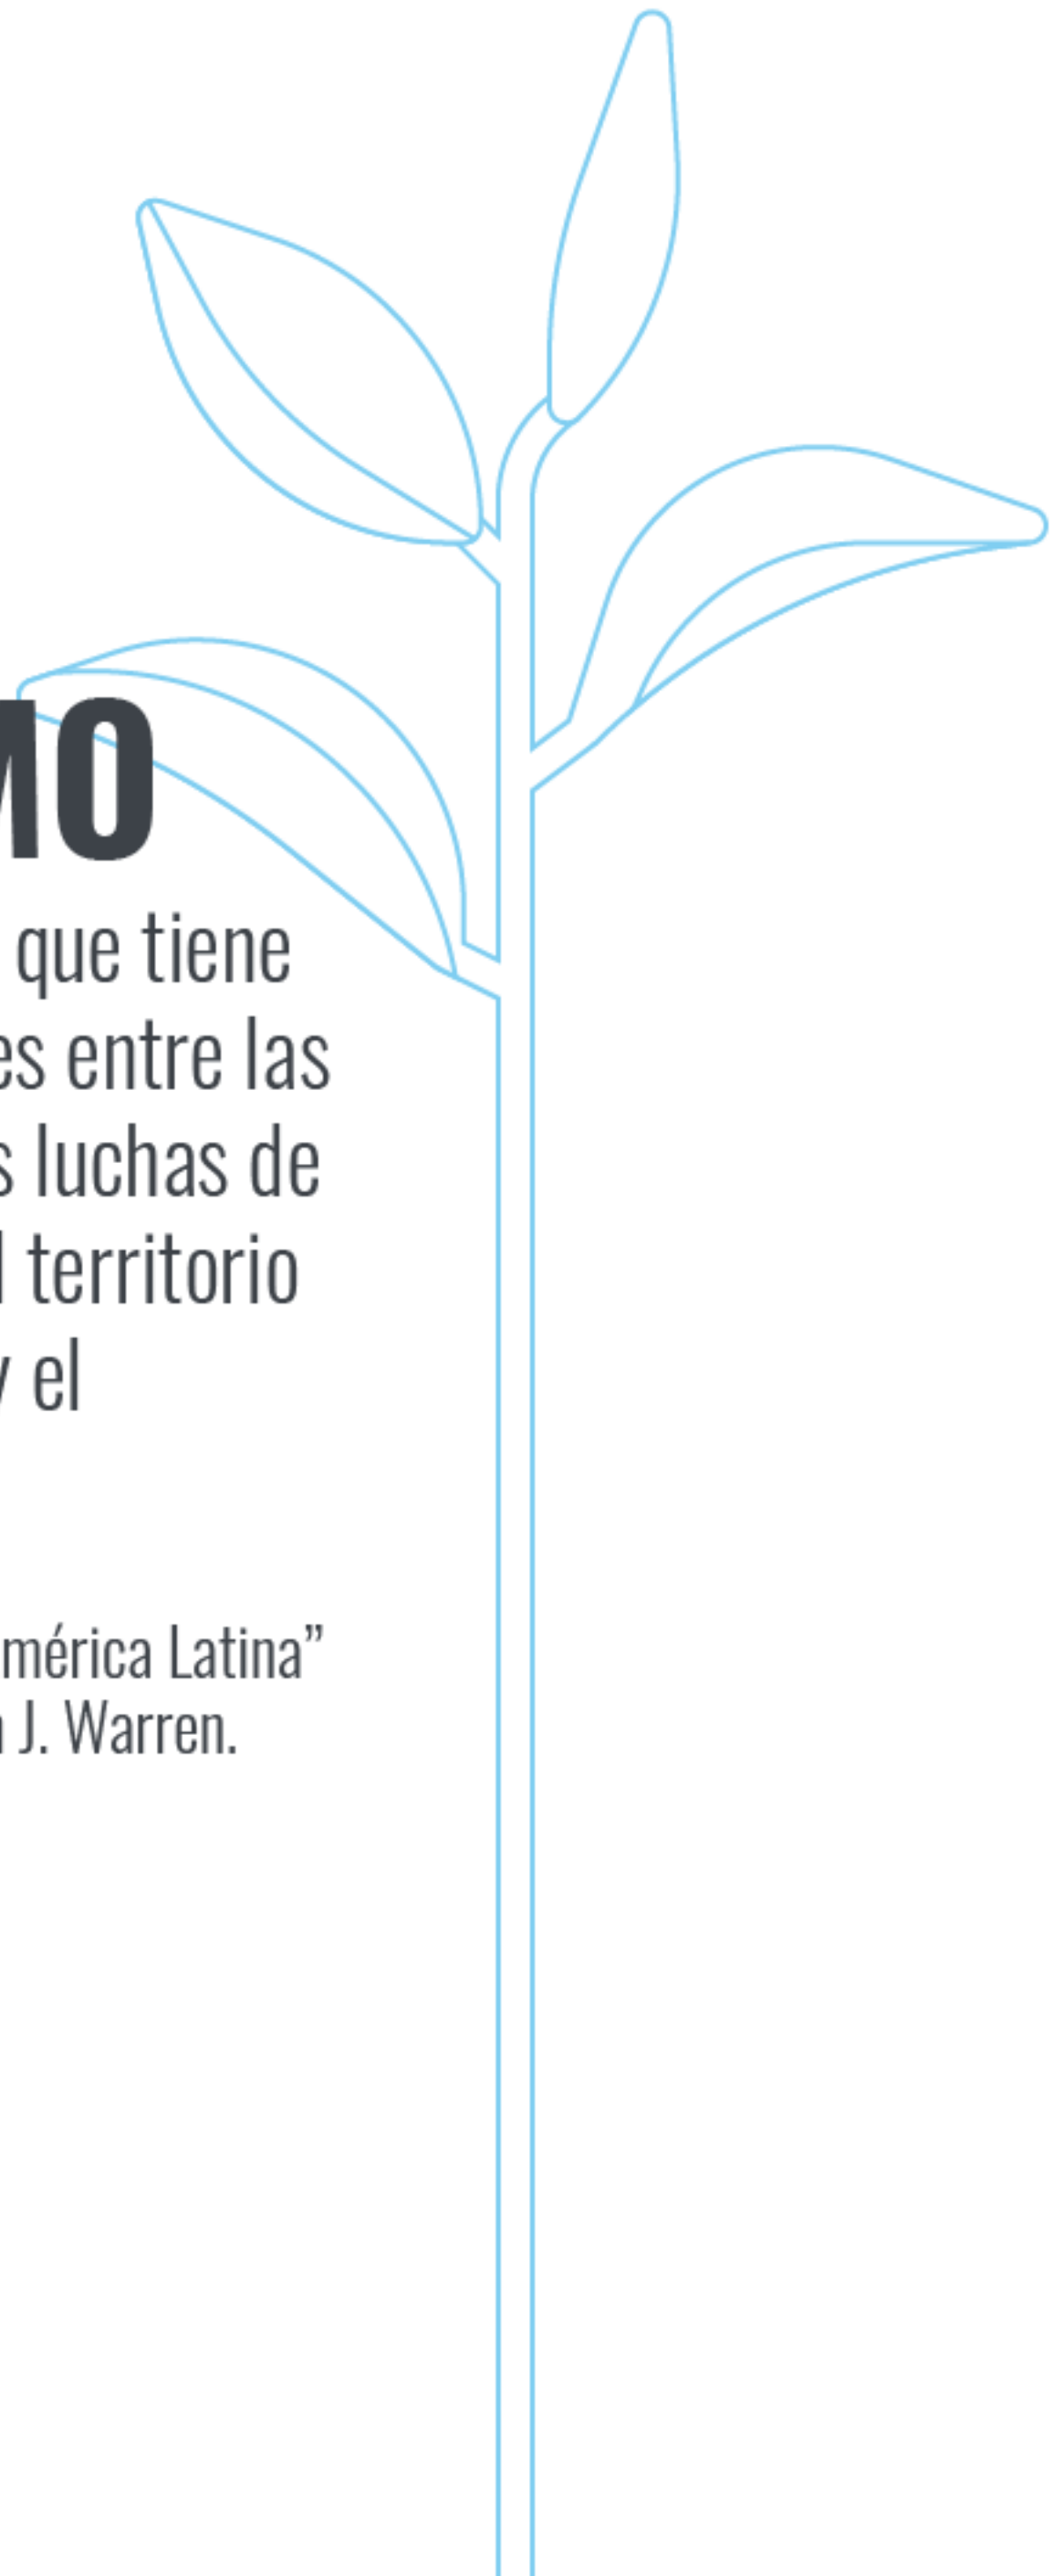 MO
que tiene
es entre las
s luchas de
l territorio
y el
mérica Latina”
J. Warren.